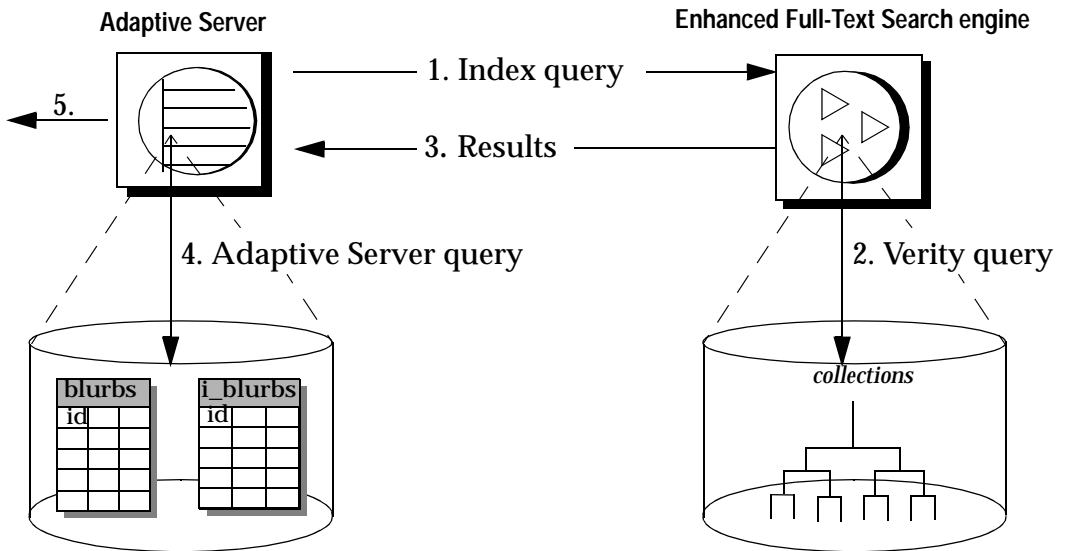 Adaptive Server
Enhanced Full-Text Search engine
1. Index query
5.
3. Results
4. Adaptive Server query
2. Verity query
blurbs
id
i_blurbs
id
collections